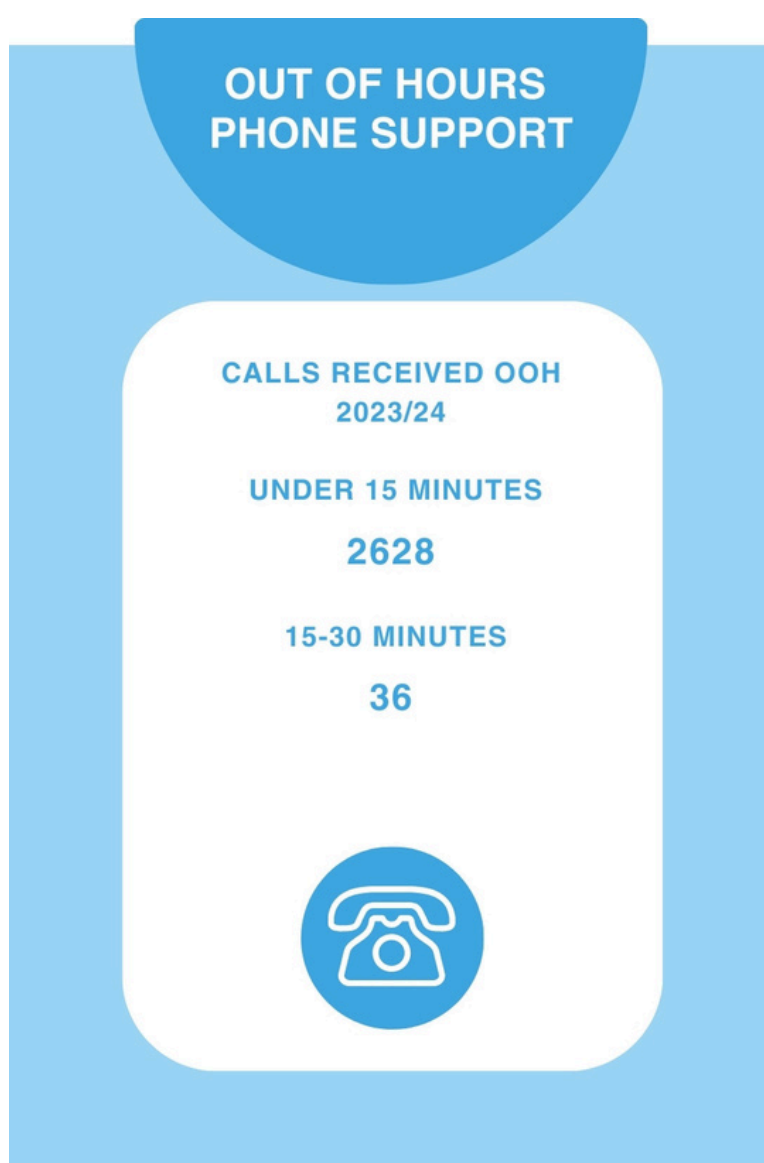 OUT OF HOURS
PHONE SUPPORT
CALLS RECEIVED OOH
2023/24
UNDER 15 MINUTES
2628
15-30 MINUTES
36